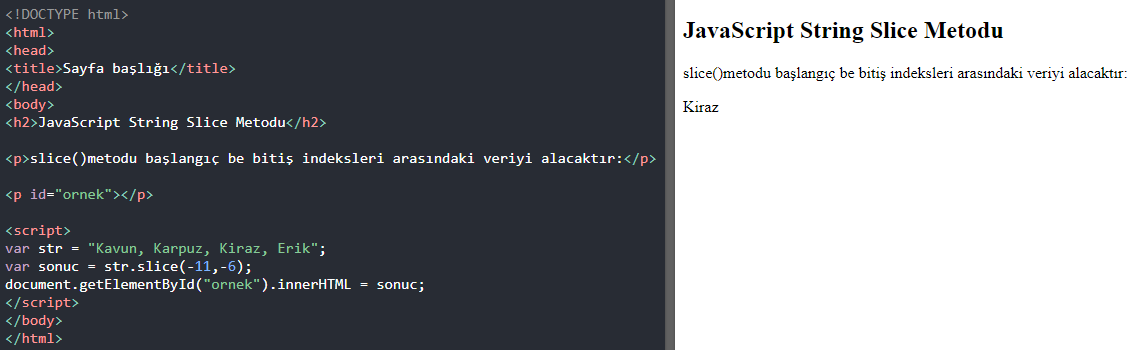 <!DOCTYPE html>
<html>
<head>
<title>Sayfa başlığı</title>
</head>
<body>
<h2>JavaScript String Slice Metodu</h2>
<p>slice()metodu başlangıç be bitiş indeksleri arasındaki veriyi alacaktır:</p>
<p id="ornek"></p>
<script>
var str = "Kavun, Karpuz, Kiraz, Erik";
var sonuc = str.slice(-11,-6);
document.getElementById("ornek").innerHTML = sonuc;
</script>
</body>
</html>
JavaScript String Slice Metodu
slice()metodu başlangıç be bitiş indeksleri arasındaki veriyi alacaktır:
Kiraz